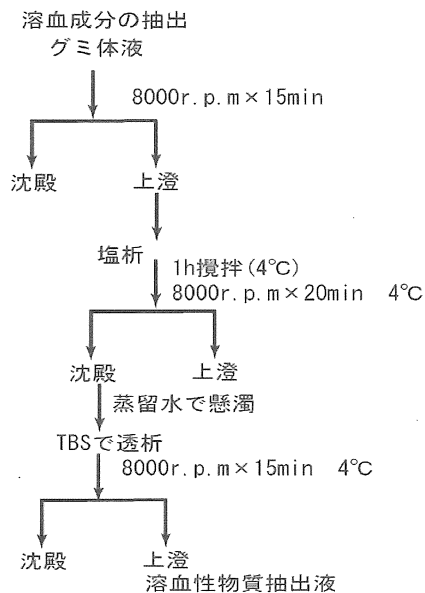 溶血成分の抽出
グミ体液
8000r.p.m×15min
沈殿
上澄
塩析
1h攪拌(4℃)
8000r.p.m×20min 4℃
沈殿
上澄
蒸留水で懸濁
TBSで透析
8000r.p.m×15min 4℃
沈殿
上澄
溶血性物質抽出液